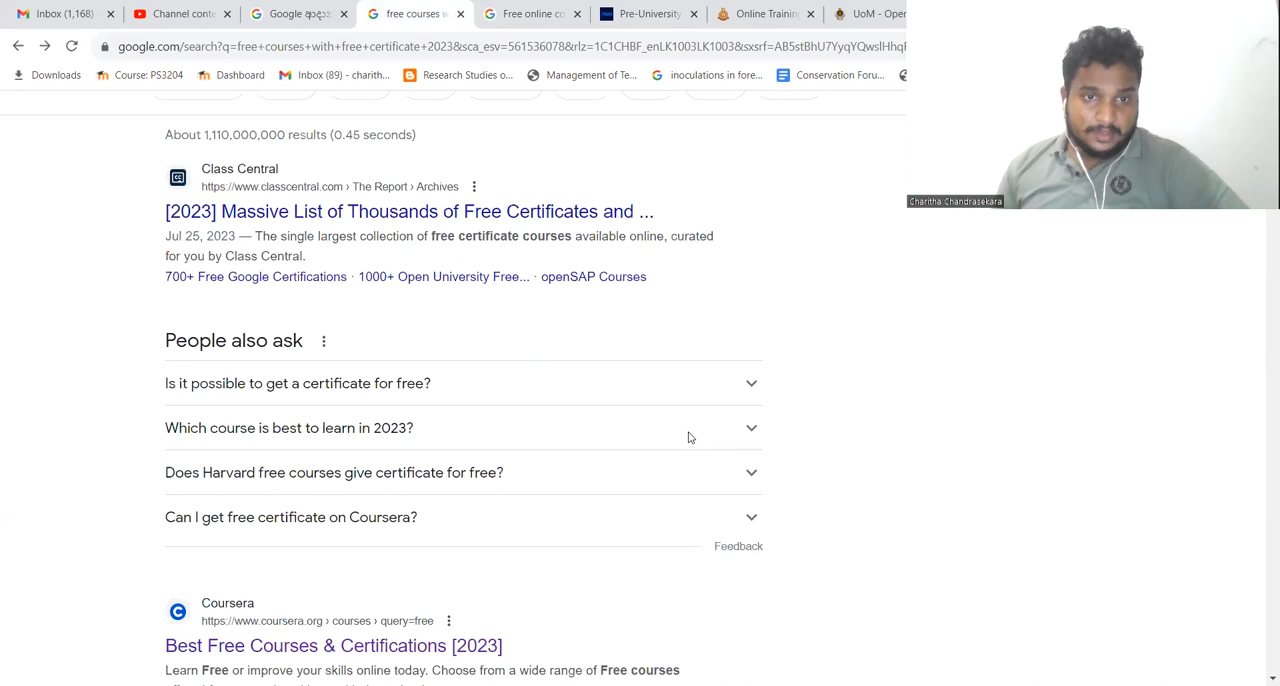 Inbox (1,168) Channel conte Google free courses w Free online co Pre-University Online Training UoM - Open
google.com/search?q=free+courses+with+free+certificate+2023&sca_esv=561536078&rlz=1C1CHBF_enLK1003LK1003&sxsrf=
Downloads Course: PS3204 Dashboard Inbox (89) - charith... Research Studies o... Management of Te... inoculations in fore... Conservation Foru...
About 1,110,000,000 results (0.45 seconds)
Charitha Chandrasekara
Class Central
https://www.classcentral.com › The Report › Archives
[2023] Massive List of Thousands of Free Certificates and ...
Jul 25, 2023 — The single largest collection of free certificate courses available online, curated
for you by Class Central.
700+ Free Google Certifications · 1000+ Open University Free... · openSAP Courses
People also ask
Is it possible to get a certificate for free?
Which course is best to learn in 2023?
Does Harvard free courses give certificate for free?
Can I get free certificate on Coursera?
Feedback
Coursera
https://www.coursera.org › courses › query=free
Best Free Courses & Certifications [2023]
Learn Free or improve your skills online today. Choose from a wide range of Free courses